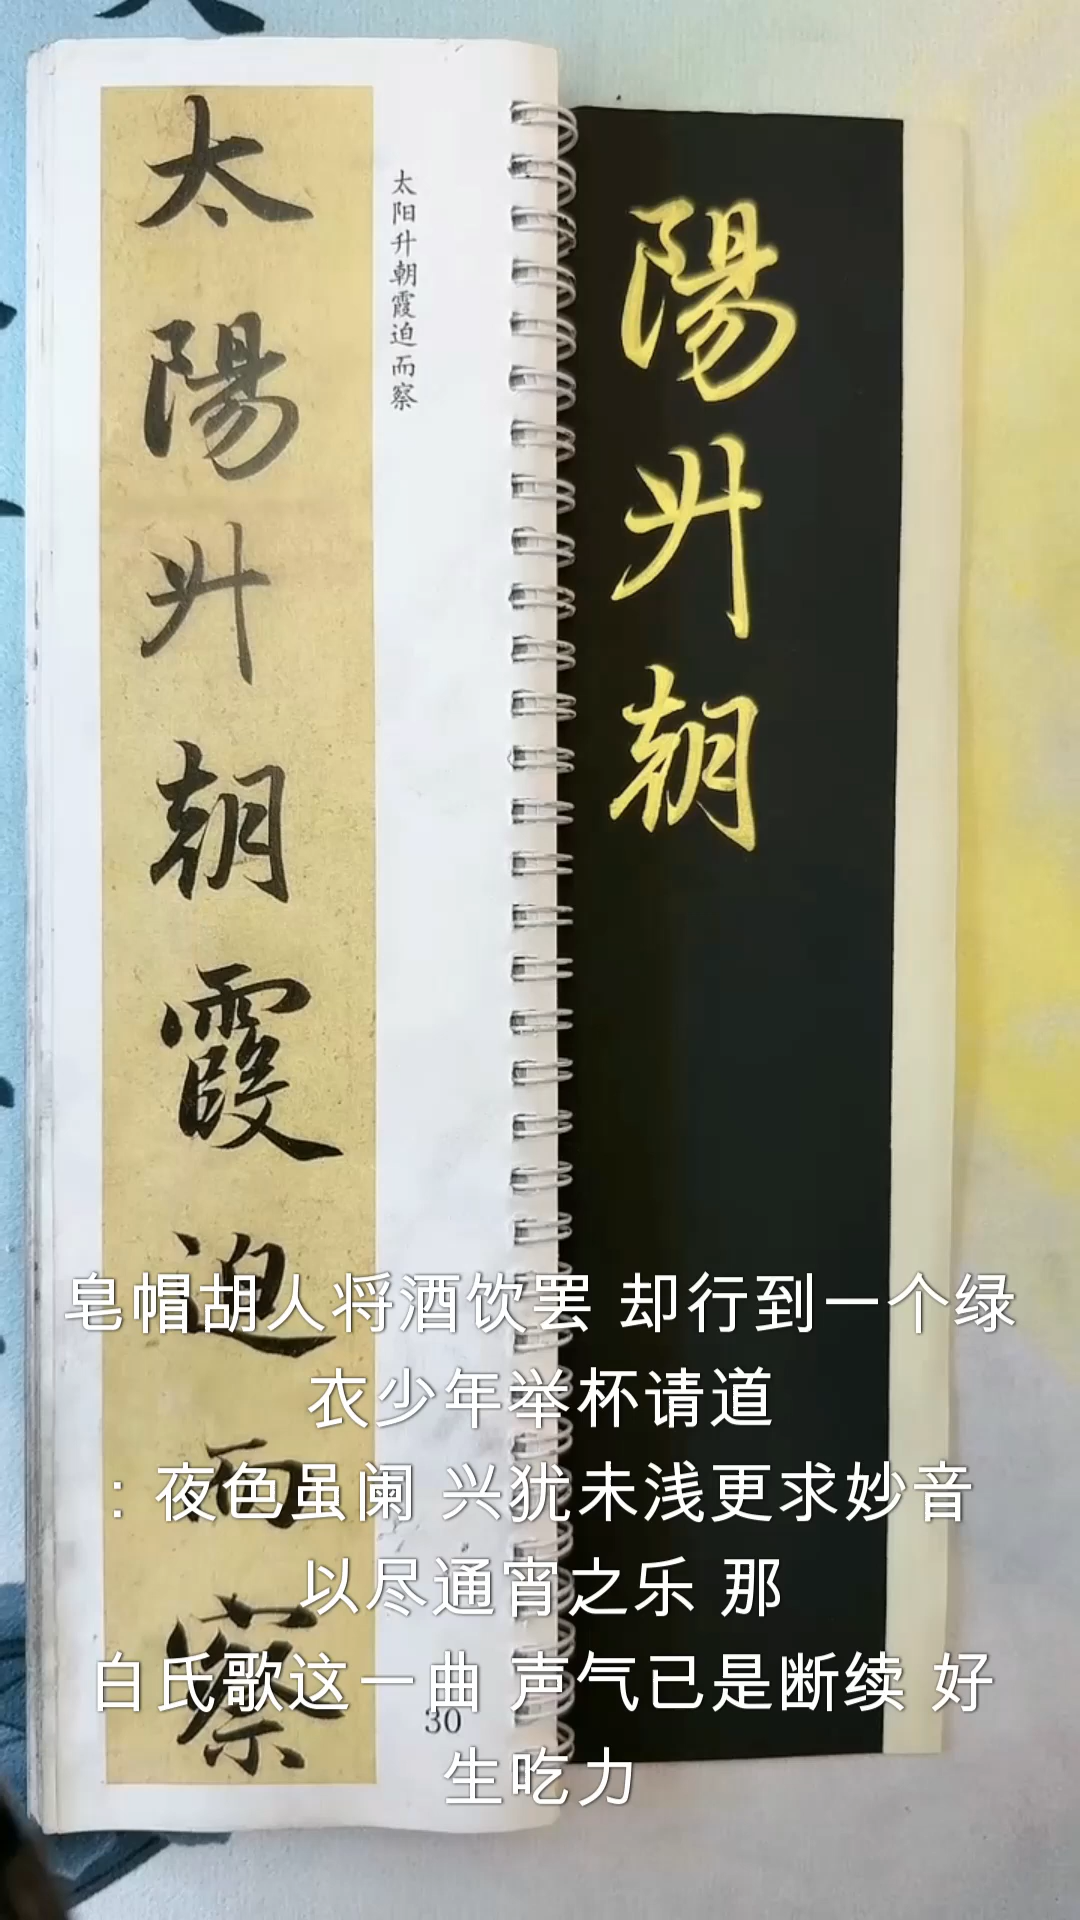 太陽升朝霞迫而察
太阳升朝霞迫而察
陽升朝
皂帽胡人将酒饮罢 却行到一个绿
衣少年举杯请道
：夜色虽阑 兴犹未浅更求妙音
以尽通宵之乐 那
白氏歌这一曲 声气已是断续 好
生吃力
30